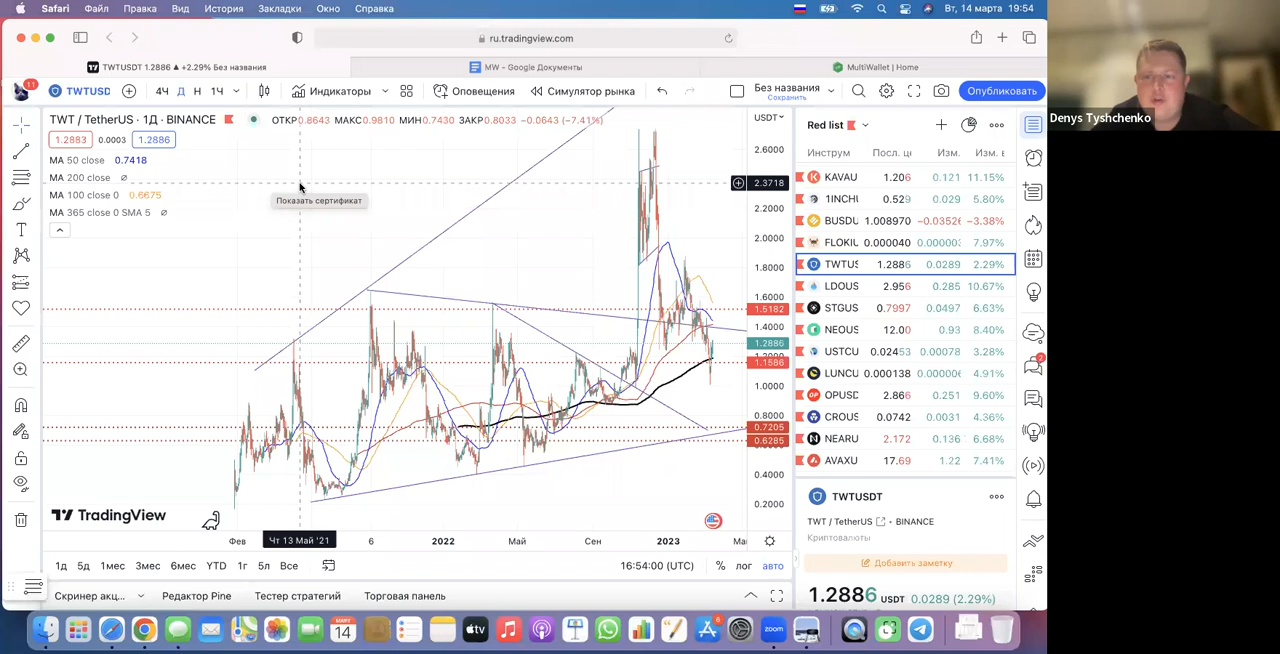 Safari Файл Правка Вид История Закладки Окно Справка Вт, 14 марта 19:54
ru.tradingview.com
TWTUSDT 1.2886 ▲ +2.29% Без названия
MW – Google Документы
MultiWallet | Home
11
TWTUSD 4Ч Д Н 1Ч Индикаторы Оповещения Симулятор рынка Без названия Опубликовать
Сохранить
TWT / TetherUS · 1Д · BINANCE ОТКР0.8643 МАКС0.9810 МИН0.7430 ЗАКР0.8033 −0.0643 (−7.41%)
1.2883 0.0003 1.2886
MA 50 close 0.7418
MA 200 close ∅
MA 100 close 0 0.6675
MA 365 close 0 SMA 5 ∅
Показать сертификат
USDT
2.6000
2.3718
2.2000
2.0000
1.8000
1.6000
1.5182
1.4000
1.2886
1.1586
1.0000
0.8000
0.7205
0.6285
0.4000
0.2000
TradingView
Фев Чт 13 Май '21 6 2022 Май Сен 2023
1д 5д 1мес 3мес 6мес YTD 1г 5л Все 16:54:00 (UTC) % лог авто
Скринер акц... Редактор Pine Тестер стратегий Торговая панель
Red list
Инструм Посл. ц Изм. Изм. в
KAVAU 1.206 0.121 11.15%
1INCHU 0.529 0.029 5.80%
BUSDU 1.008970 −0.03526 −3.38%
FLOKIU 0.000040 0.000003 7.97%
TWTUS 1.2886 0.0289 2.29%
LDOUS 2.956 0.285 10.67%
STGUS 0.7997 0.0497 6.63%
NEOUS 12.00 0.93 8.40%
USTCU 0.02453 0.00078 3.28%
LUNCU 0.000138 0.000006 4.91%
OPUSD 2.866 0.251 9.60%
CROUS 0.0742 0.0031 4.36%
NEARU 2.172 0.136 6.68%
AVAXU 17.69 1.22 7.41%
TWTUSDT
TWT / TetherUS • BINANCE
Криптовалюты
Добавить заметку
1.2886 USDT 0.0289 (2.29%)
2
Denys Tyshchenko
МАРТ
14
tv
6
zoom